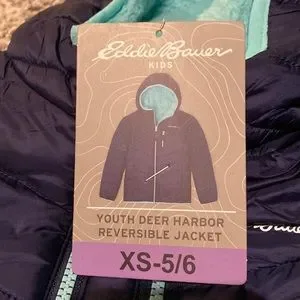 Eddie Bauer
KIDS
YOUTH DEER HARBOR
REVERSIBLE JACKET
XS-5/6